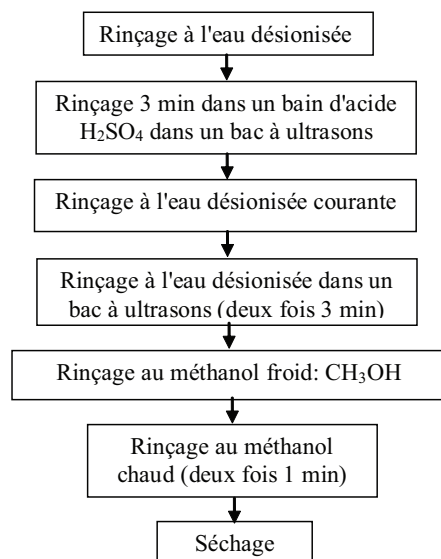 Rinçage à l'eau désionisée
Rinçage 3 min dans un bain d'acide
H₂SO₄ dans un bac à ultrasons
Rinçage à l'eau désionisée courante
Rinçage à l'eau désionisée dans un
bac à ultrasons (deux fois 3 min)
Rinçage au méthanol froid: CH₃OH
Rinçage au méthanol
chaud (deux fois 1 min)
Séchage